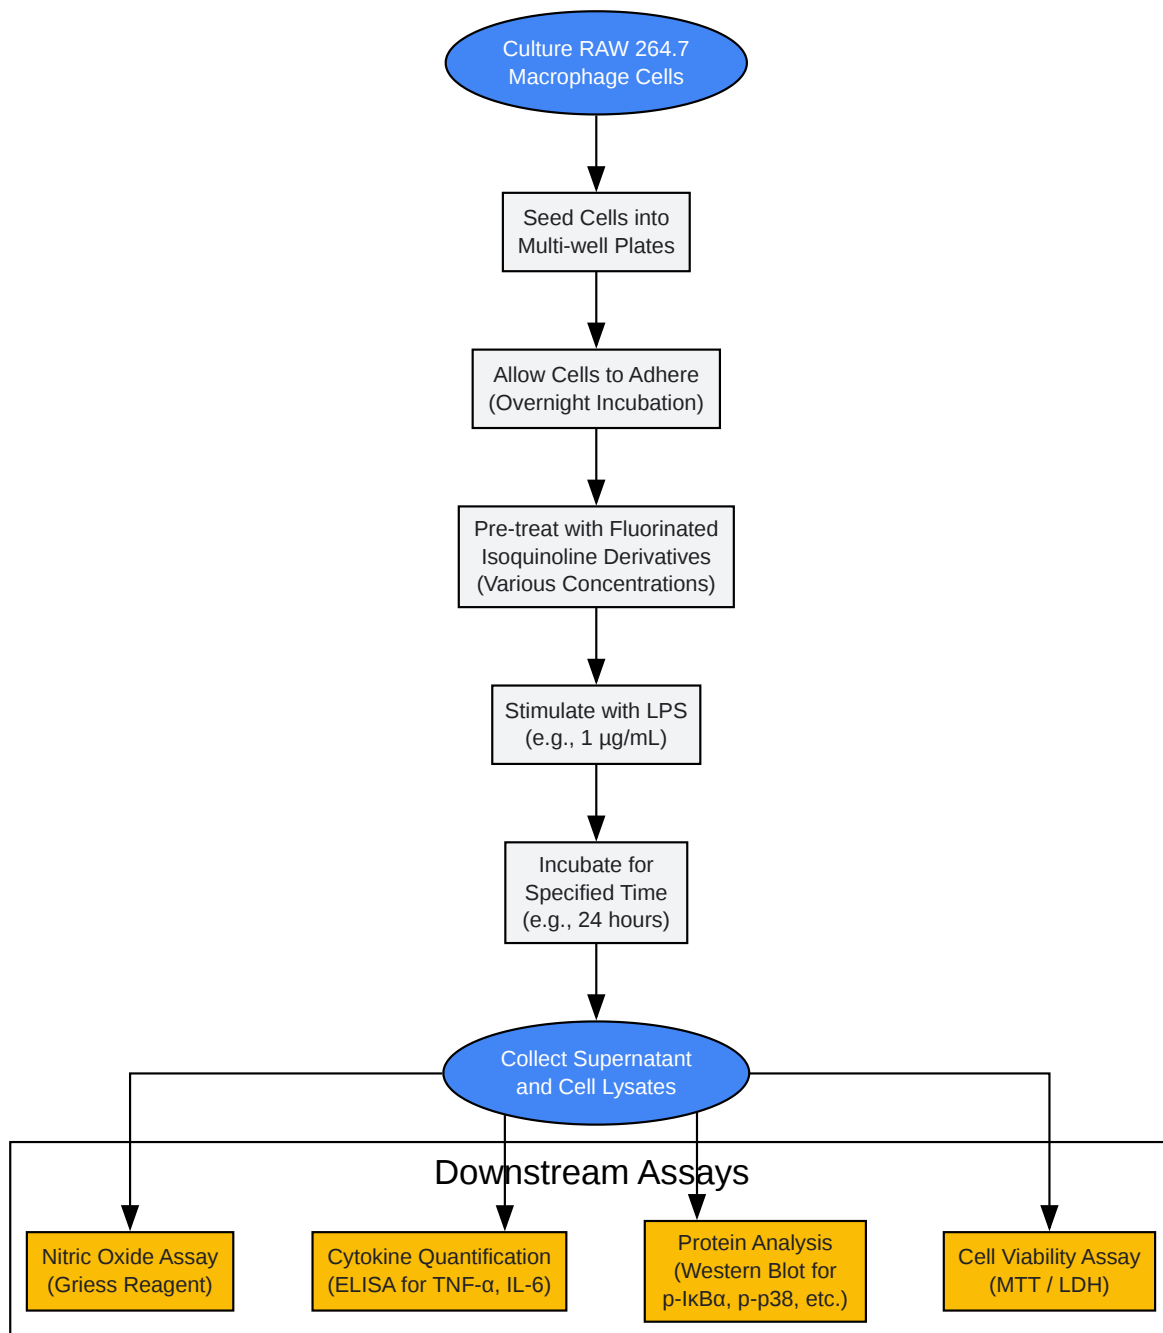 Culture RAW 264.7
Macrophage Cells
Seed Cells into
Multi-well Plates
Allow Cells to Adhere
(Overnight Incubation)
Pre-treat with Fluorinated
Isoquinoline Derivatives
(Various Concentrations)
Stimulate with LPS
(e.g., 1 µg/mL)
Incubate for
Specified Time
(e.g., 24 hours)
Collect Supernatant
and Cell Lysates
Downstream Assays
Nitric Oxide Assay
(Griess Reagent)
Cytokine Quantification
(ELISA for TNF-α, IL-6)
Protein Analysis
(Western Blot for
p-IκBα, p-p38, etc.)
Cell Viability Assay
(MTT / LDH)